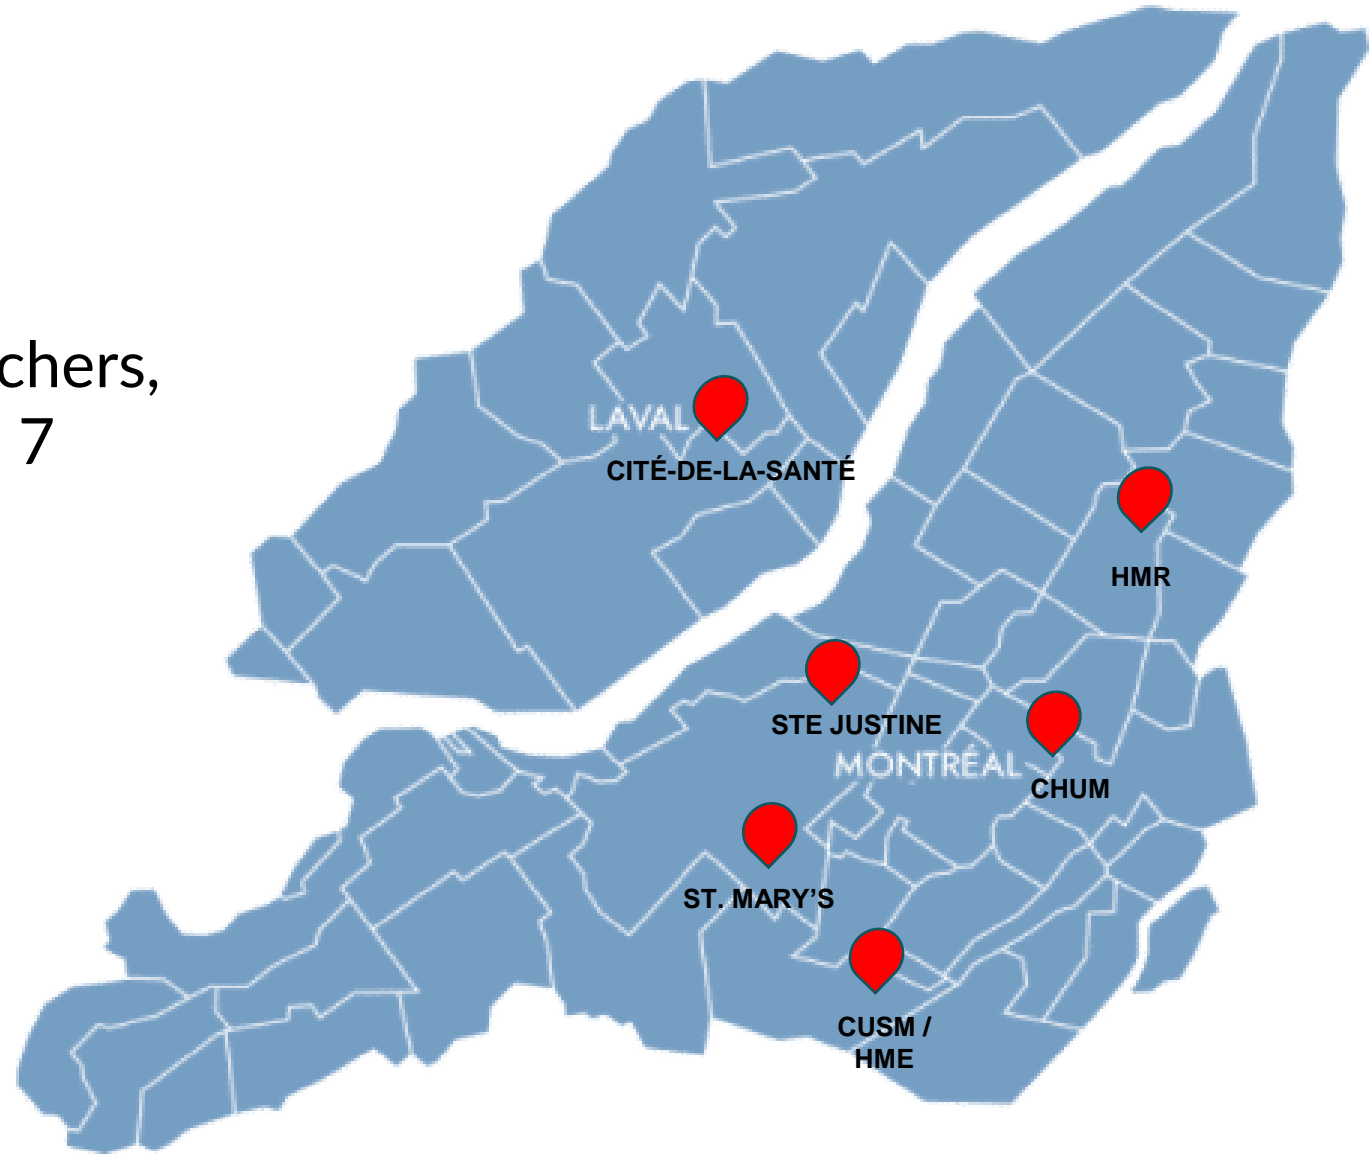 chers,
7
LAVAL
CITÉ-DE-LA-SANTÉ
HMR
STE JUSTINE
MONTRÉAL
CHUM
ST. MARY'S
CUSM /
HME